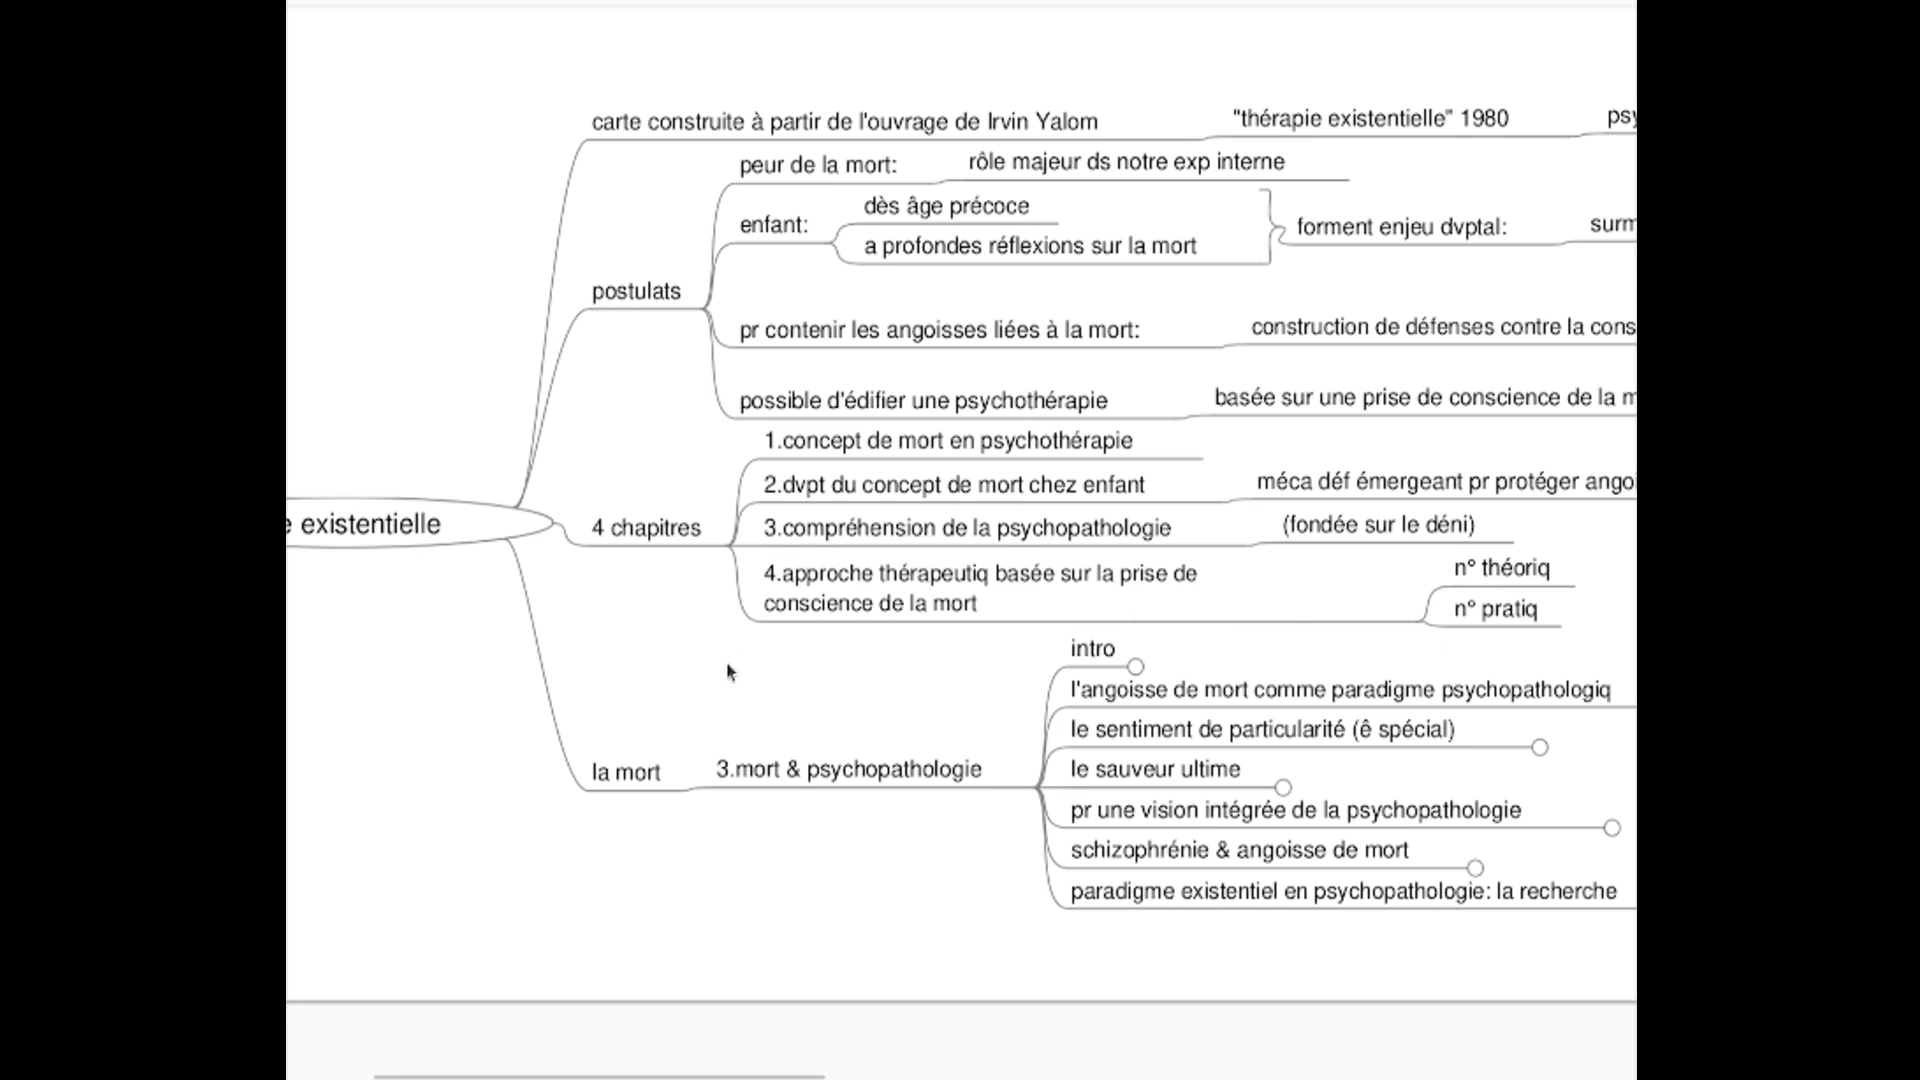 carte construite à partir de l'ouvrage de Irvin Yalom
"thérapie existentielle" 1980
peur de la mort:
rôle majeur ds notre exp interne
enfant:
dès âge précoce
a profondes réflexions sur la mort
forment enjeu dvptal:
postulats
pr contenir les angoisses liées à la mort:
construction de défenses contre la
possible d'édifier une psychothérapie
basée sur une prise de conscience de la
1.concept de mort en psychothérapie
2.dvpt du concept de mort chez enfant
méca déf émergeant pr protéger
existentielle
4 chapitres
3.compréhension de la psychopathologie
(fondée sur le déni)
4.approche thérapeutiq basée sur la prise de
conscience de la mort
n° théoriq
n° pratiq
intro
l'angoisse de mort comme paradigme psychopathologiq
le sentiment de particularité (ê spécial)
la mort
3.mort & psychopathologie
le sauveur ultime
pr une vision intégrée de la psychopathologie
schizophrénie & angoisse de mort
paradigme existentiel en psychopathologie: la recherche